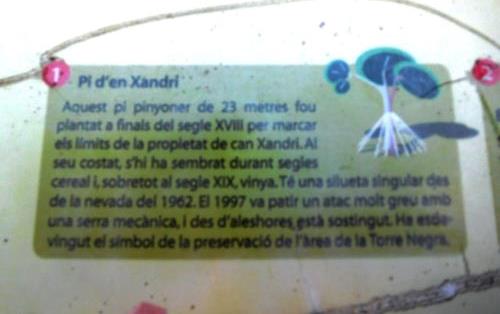 1
Pi d'en Xandri
2
Aquest pi pinyoner de 23 metres fou
plantat a finals del segle XVIII per marcar
els límits de la propietat de can Xandri. Al
seu costat, s'hi ha sembrat durant segles
cereal i, sobretot al segle XIX, vinya. Té una silueta singular des
de la nevada del 1962. El 1997 va patir un atac molt greu amb
una serra mecànica, i des d'aleshores està sostingut. Ha esde-
vingut el símbol de la preservació de l'àrea de la Torre Negra.